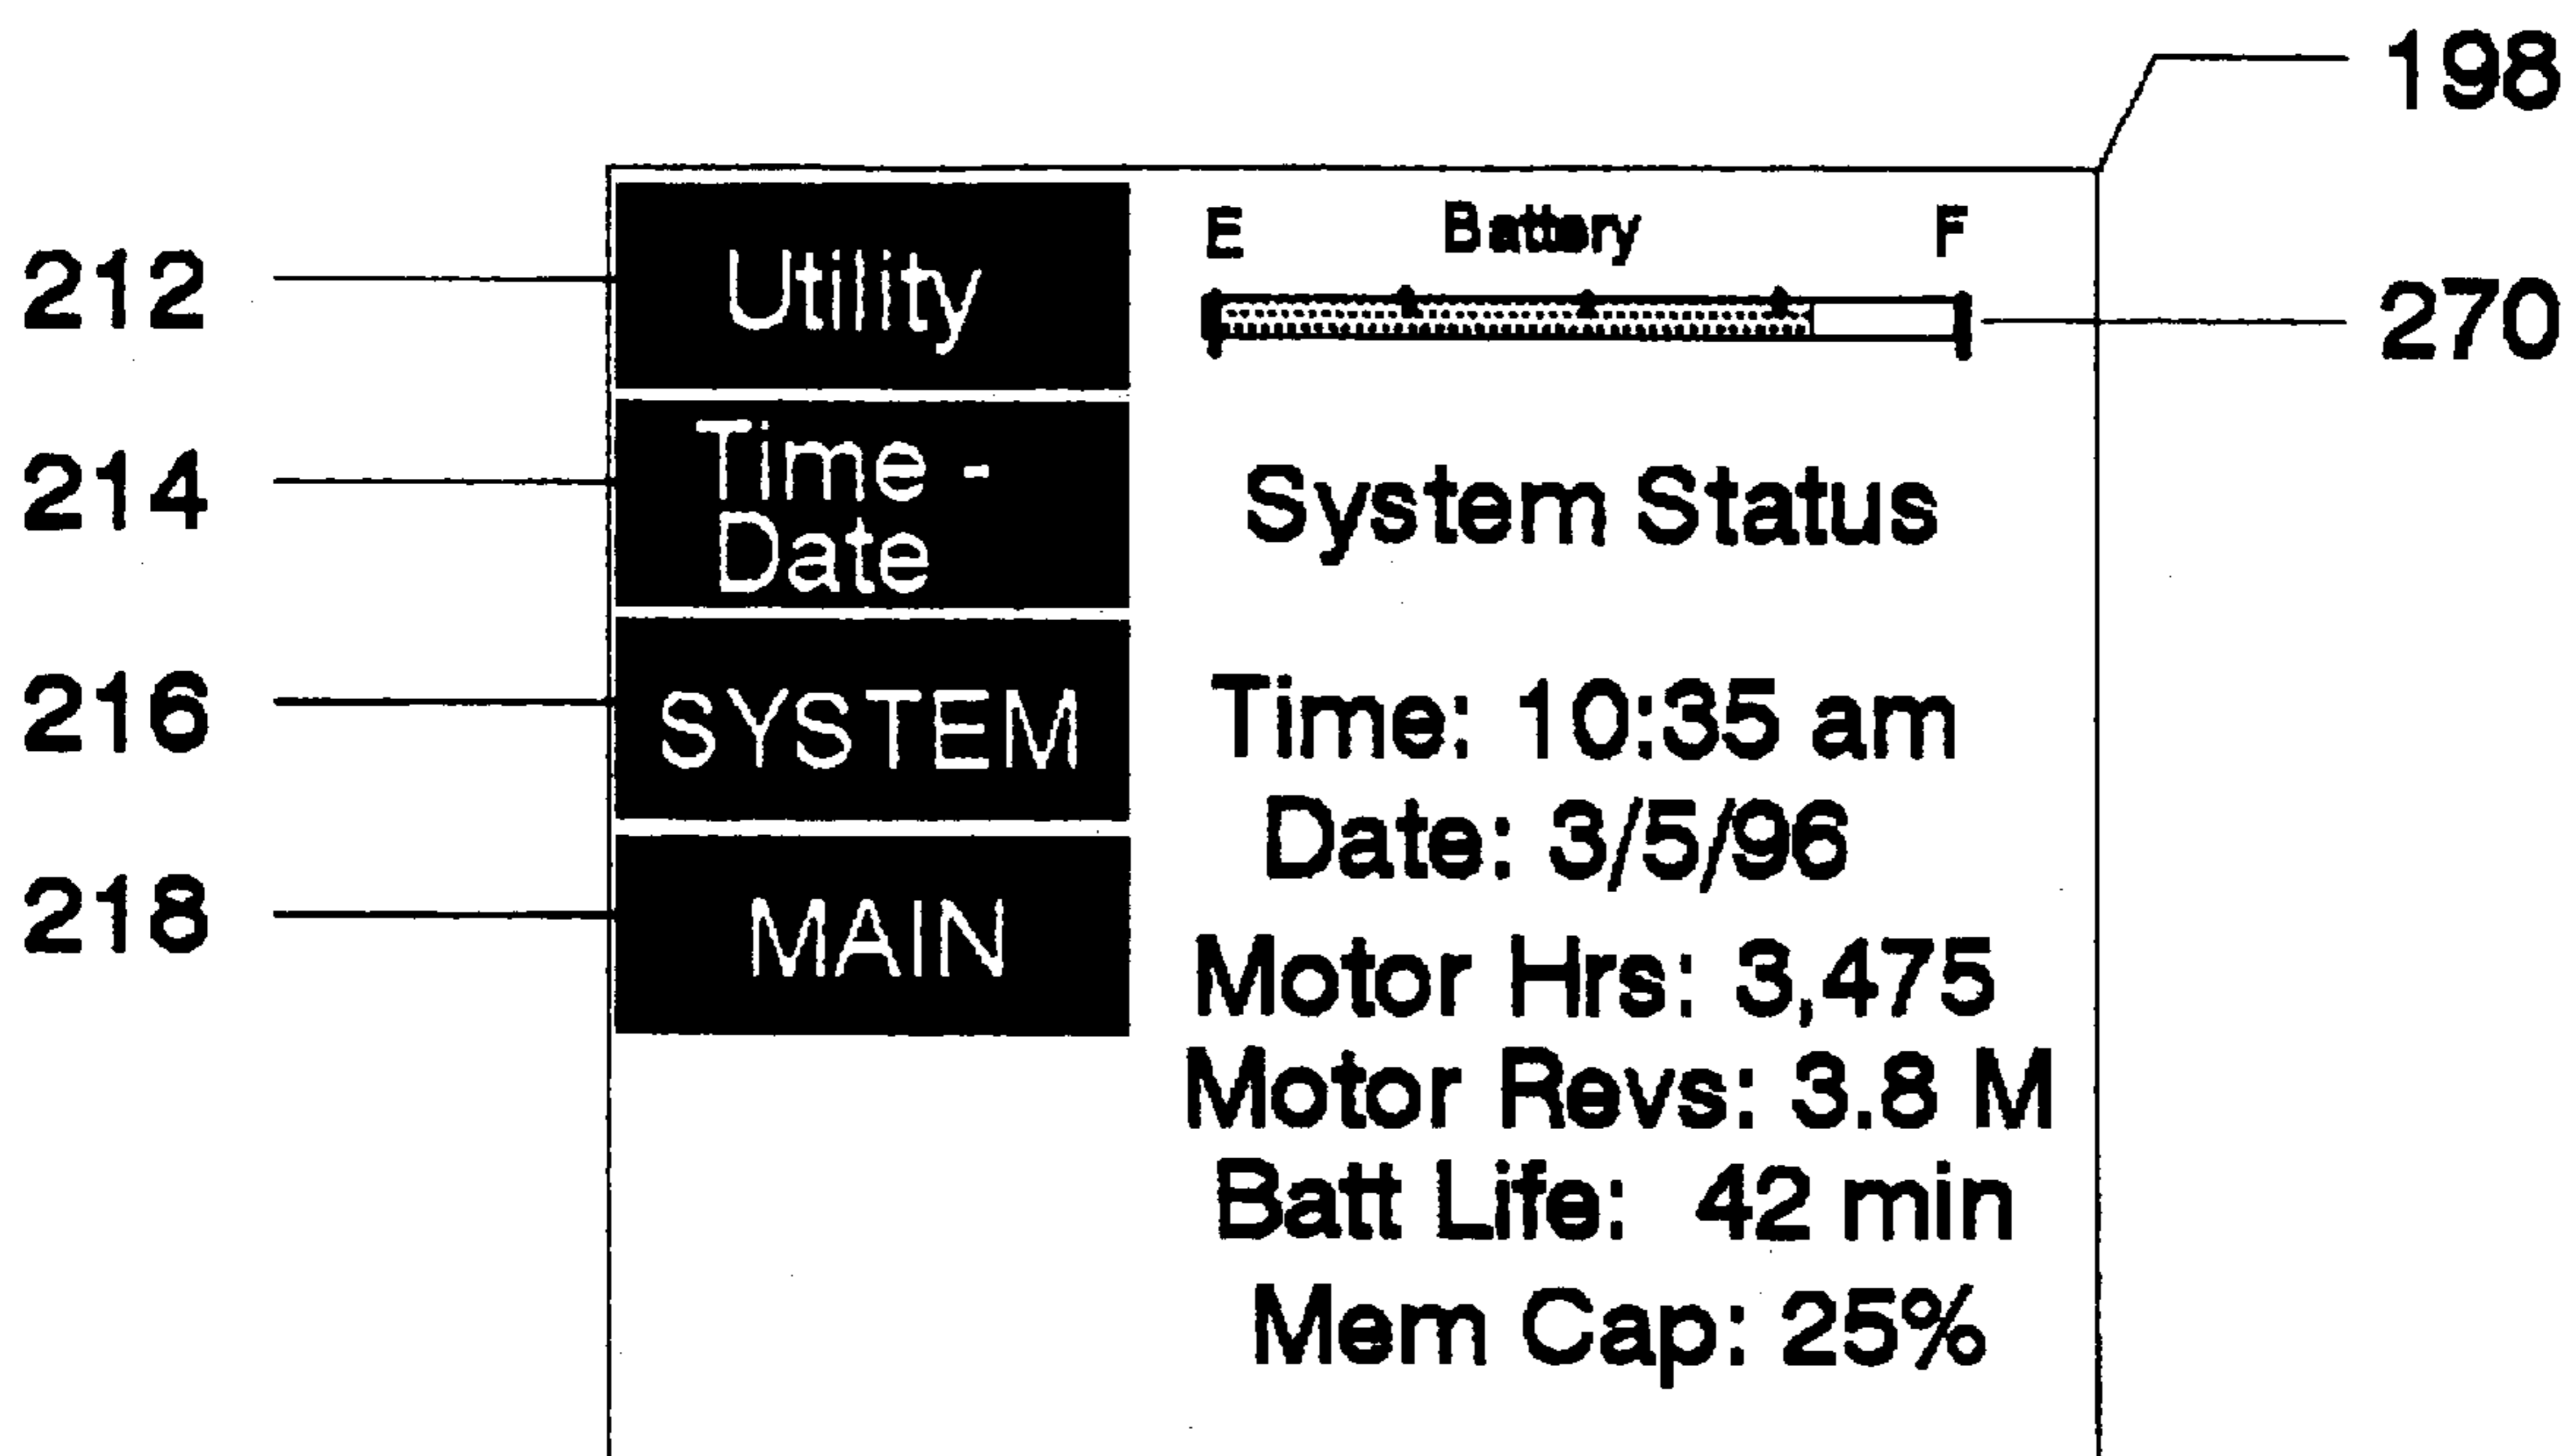 198
212
Utility
E Battery F
270
214
Time -
Date
System Status
216
SYSTEM
Time: 10:35 am
Date: 3/5/96
218
MAIN
Motor Hrs: 3,475
Motor Revs: 3.8 M
Batt Life: 42 min
Mem Cap: 25%